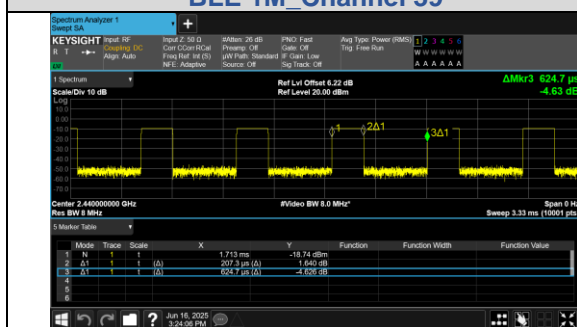 BLE 1M_Channel 39
Spectrum Analyzer 1
Swept SA
KEYSIGHT Input: RF Input Z: 50 Ω #Atten: 26 dB PNO: Fast Avg Type: Power (RMS) 1 2 3 4 5 6
R T Coupling: DC Corr CCorr RCal Preamp: Off Gate: Off Trig: Free Run W W W W W W
Align: Auto Freq Ref: Int (S) µW Path: Standard IF Gain: Low
NFE: Adaptive Source: Off Sig Track: Off A A A A A A
1 Spectrum Ref Lvl Offset 6.22 dB ΔMkr3 624.7 µs
Scale/Div 10 dB Ref Level 20.00 dBm -4.63 dB
Log
10.0
0.00
-10.0
-20.0
-30.0
-40.0
-50.0
-60.0
-70.0
1 2Δ1 3Δ1
Center 2.440000000 GHz #Video BW 8.0 MHz* Span 0 Hz
Res BW 8 MHz Sweep 3.33 ms (10001 pts)
5 Marker Table
Mode Trace Scale X Y Function Function Width Function Value
1 N 1 t 1.713 ms -18.74 dBm
2 Δ1 1 t (Δ) 207.3 µs (Δ) 1.640 dB
3 Δ1 1 t (Δ) 624.7 µs (Δ) -4.626 dB
4
5
6
Jun 16, 2025
3:24:06 PM